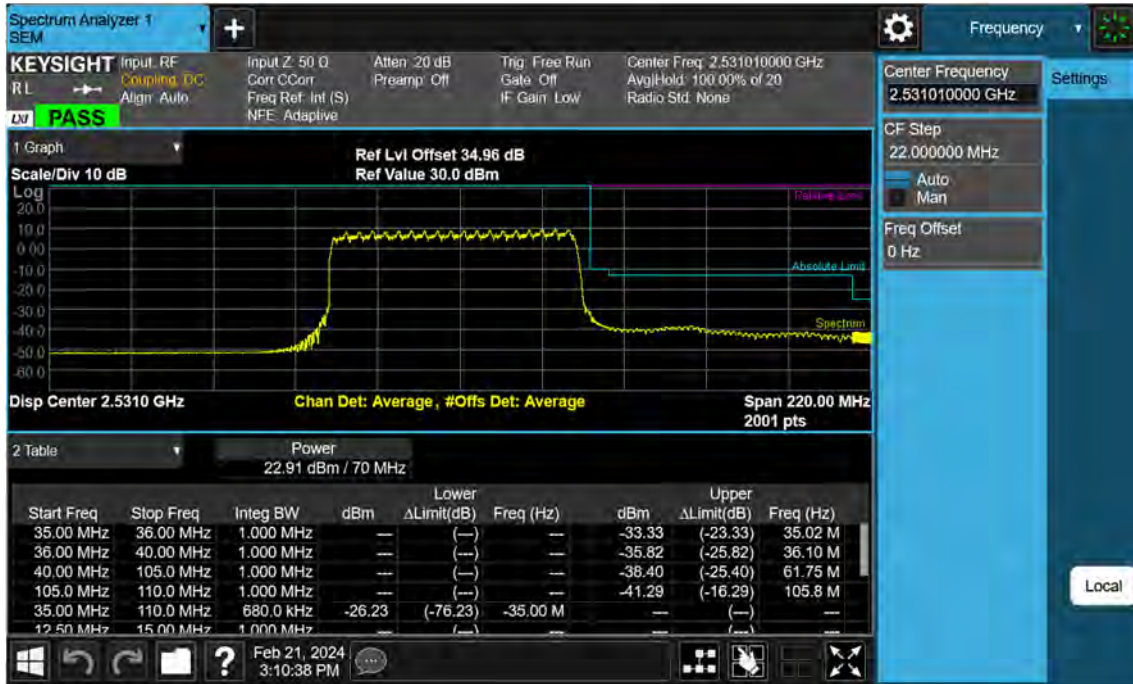 Spectrum Analyzer 1
SEM
Frequency
KEYSIGHT Input: RF Input Z: 50 Ω Atten: 20 dB Trig: Free Run Center Freq: 2.531010000 GHz
RL Coupling: DC Corr CCorr Preamp: Off Gate: Off Avg|Hold: 100.00% of 20
Align: Auto Freq Ref: Int (S) IF Gain: Low Radio Std: None
LXI PASS NFE: Adaptive
1 Graph
Ref Lvl Offset 34.96 dB
Scale/Div 10 dB Ref Value 30.0 dBm
Log
20.0
10.0
0.00
-10.0
-20.0
-30.0
-40.0
-50.0
-60.0
Relative Limit
Absolute Limit
Spectrum
Disp Center 2.5310 GHz Chan Det: Average, #Offs Det: Average Span 220.00 MHz
2001 pts
2 Table Power
22.91 dBm / 70 MHz
Lower Upper
Start Freq Stop Freq Integ BW dBm ΔLimit(dB) Freq (Hz) dBm ΔLimit(dB) Freq (Hz)
35.00 MHz 36.00 MHz 1.000 MHz --- (---) --- -33.33 (-23.33) 35.02 M
36.00 MHz 40.00 MHz 1.000 MHz --- (---) --- -35.82 (-25.82) 36.10 M
40.00 MHz 105.0 MHz 1.000 MHz --- (---) --- -38.40 (-25.40) 61.75 M
105.0 MHz 110.0 MHz 1.000 MHz --- (---) --- -41.29 (-16.29) 105.8 M
35.00 MHz 110.0 MHz 680.0 kHz -26.23 (-76.23) -35.00 M --- (---) ---
12.50 MHz 15.00 MHz 1.000 MHz --- (---) --- --- (---) ---
Center Frequency
2.531010000 GHz
Settings
CF Step
22.000000 MHz
Auto
Man
Freq Offset
0 Hz
Local
? Feb 21, 2024
3:10:38 PM